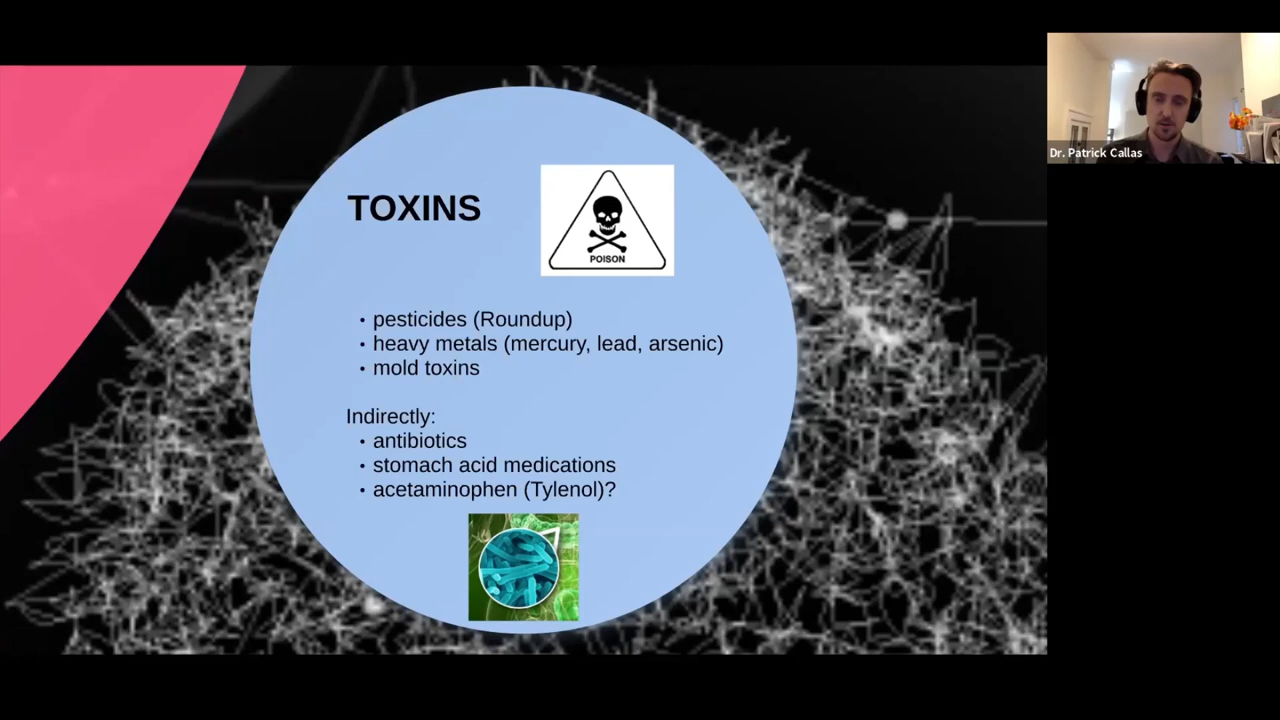 TOXINS
POISON
• pesticides (Roundup)
• heavy metals (mercury, lead, arsenic)
• mold toxins
Indirectly:
• antibiotics
• stomach acid medications
• acetaminophen (Tylenol)?
Dr. Patrick Callas